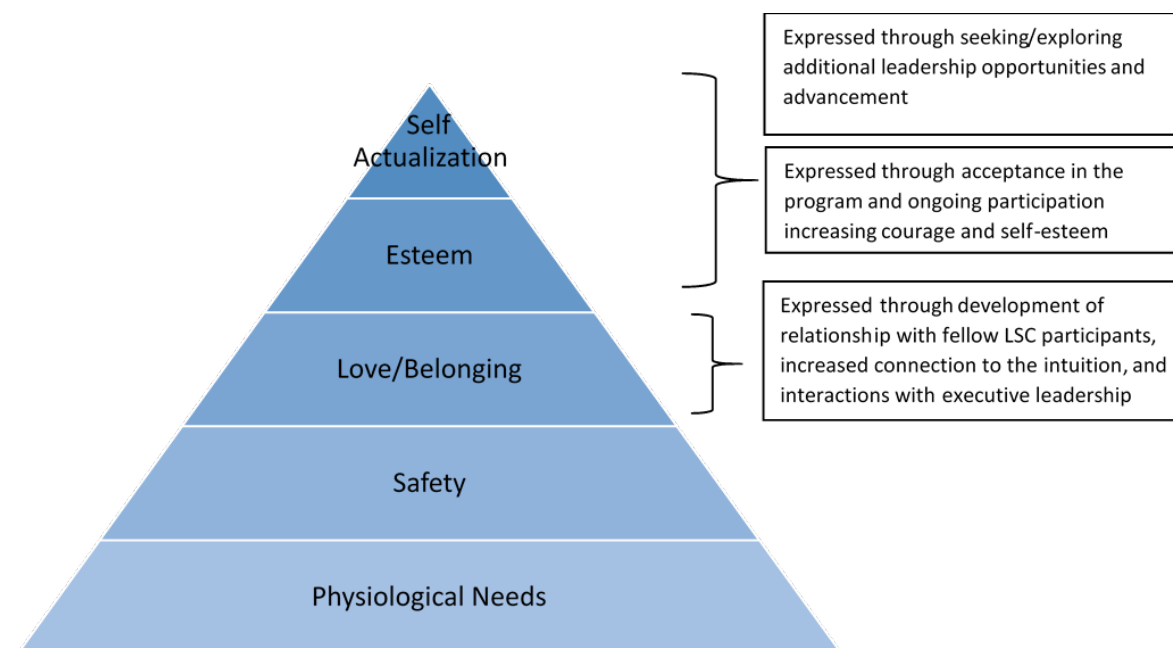 Self
Actualization
Esteem
Love/Belonging
Safety
Physiological Needs
Expressed through seeking/exploring
additional leadership opportunities and
advancement
Expressed through acceptance in the
program and ongoing participation
increasing courage and self-esteem
Expressed through development of
relationship with fellow LSC participants,
increased connection to the intuition, and
interactions with executive leadership